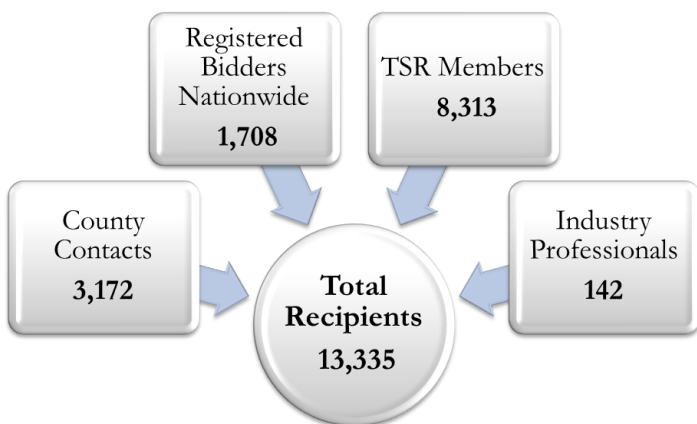 Registered
Bidders
Nationwide
1,708
TSR Members
8,313
County
Contacts
3,172
Industry
Professionals
142
Total
Recipients
13,335